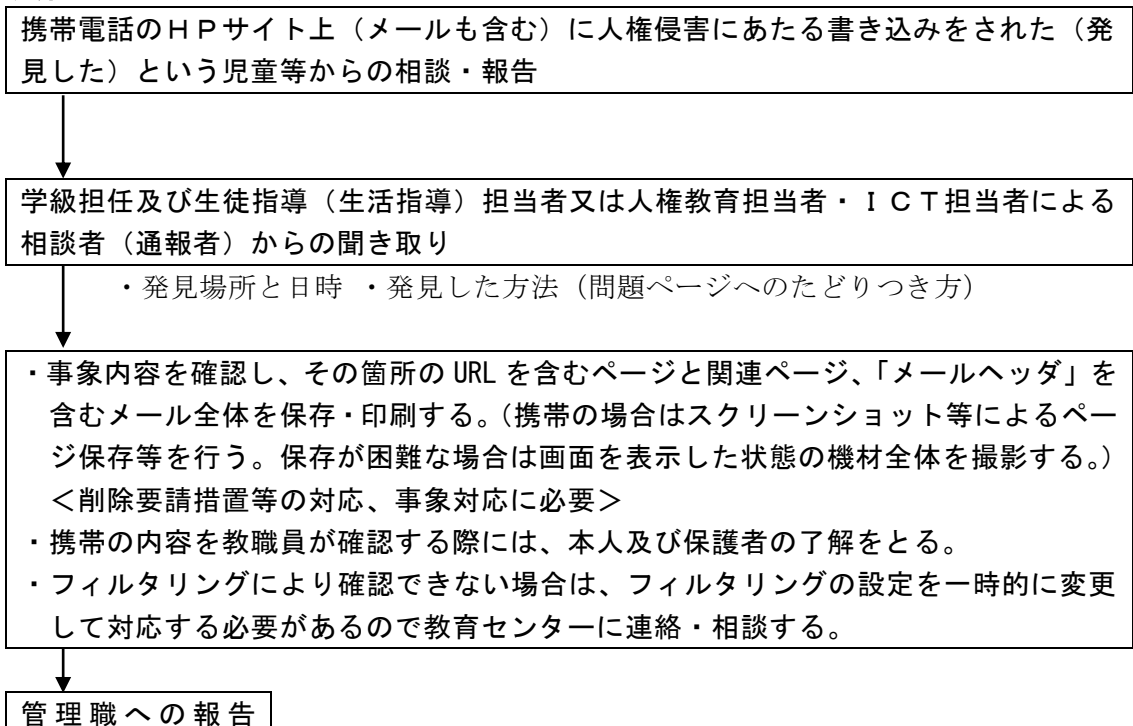 携帯電話のＨＰサイト上（メールも含む）に人権侵害にあたる書き込みをされた（発
見した）という児童等からの相談・報告
学級担任及び生徒指導（生活指導）担当者又は人権教育担当者・ＩＣＴ担当者による
相談者（通報者）からの聞き取り
・発見場所と日時 ・発見した方法（問題ページへのたどりつき方）
・事象内容を確認し、その箇所の URL を含むページと関連ページ、「メールヘッダ」を
含むメール全体を保存・印刷する。（携帯の場合はスクリーンショット等によるペー
ジ保存等を行う。保存が困難な場合は画面を表示した状態の機材全体を撮影する。）
＜削除要請措置等の対応、事象対応に必要＞
・携帯の内容を教職員が確認する際には、本人及び保護者の了解をとる。
・フィルタリングにより確認できない場合は、フィルタリングの設定を一時的に変更
して対応する必要があるので教育センターに連絡・相談する。
管理職への報告